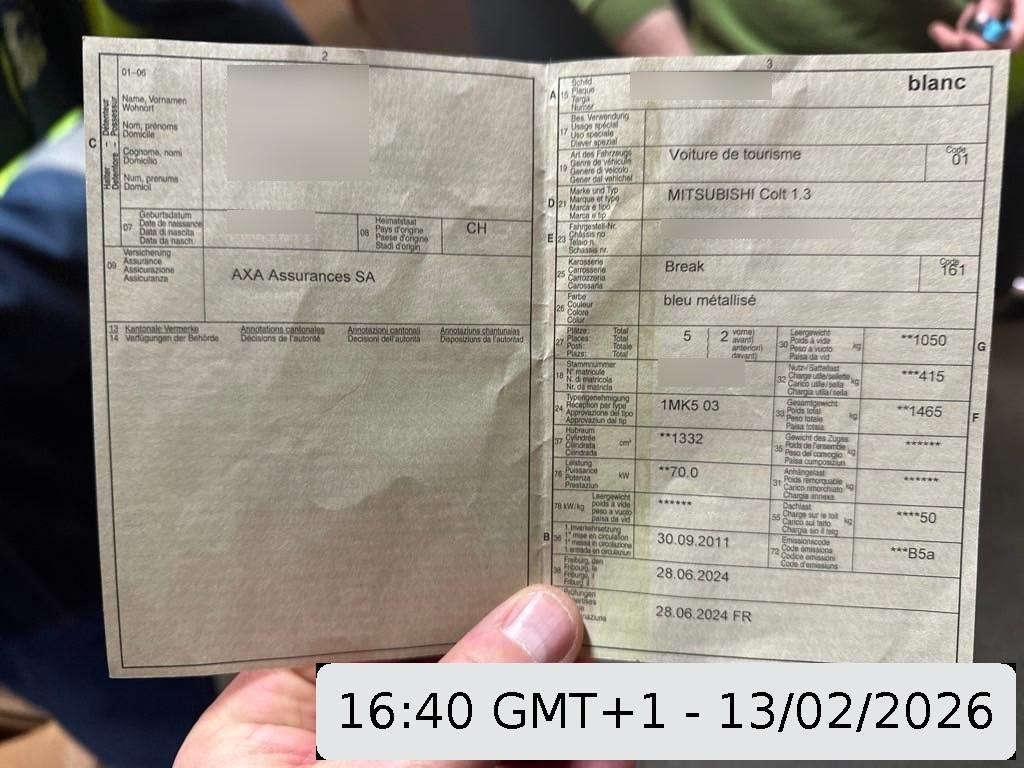 2
01-06
Name, Vornamen
Wohnort
Nom, prénoms
Domicile
Cognome, nomi
Domicilio
Num, prenums
Domicil
C
Halter - Détenteur
Detentore - Possessur
07
Geburtsdatum
Date de naissance
Data di nascita
Data da nasch.
08
Heimatstaat
Pays d'origine
Paese d'origine
Stadi d'origin
CH
09
Versicherung
Assurance
Assicurazione
Assicuranza
AXA Assurances SA
13 Kantonale Vermerke Annotations cantonales Annotazioni cantonali Annotaziuns chantunalas
14 Verfügungen der Behörde Décisions de l'autorité Decisioni dell'autorità Disposiziuns da l'autoritad
3
A 15
Schild
Plaque
Targa
Numer
blanc
17
Bes. Verwendung
Usage spécial
Uso speciale
Diever spezial
19
Art des Fahrzeugs
Genre de véhicule
Genere di veicolo
Gener dal vehichel
Voiture de tourisme
Code
01
D 21
Marke und Typ
Marque et type
Marca e tipo
Marca e tip
MITSUBISHI Colt 1.3
E 23
Fahrgestell-Nr.
Châssis no
Telaio n.
Schassis nr.
25
Karosserie
Carrosserie
Carrozzeria
Carossaria
Break
Code
161
26
Farbe
Couleur
Colore
Color
bleu métallisé
27
Plätze: Total
Places: Total
Posti: Totale
Plazs: Total
5
2
vorne)
avant)
anteriori)
davant)
30
Leergewicht
Poids à vide
Peso a vuoto
Paisa da vid
kg
**1050
G
18
Stammnummer
N° matricule
N. di matricola
Nr. da matricla
32
Nutz-/Sattellast
Charge utile/sellette
Carico utile/sella
Chargia utila/sella
kg
***415
24
Typengenehmigung
Réception par type
Approvazione del tipo
Approvaziun dal tip
1MK5 03
33
Gesamtgewicht
Poids total
Peso totale
Paisa totala
kg
**1465
F
37
Hubraum
Cylindrée
Cilindrata
Cilindrada
cm³
**1332
35
Gewicht des Zuges
Poids de l'ensemble
Peso del convoglio
Paisa cumposiziun
kg
******
76
Leistung
Puissance
Potenza
Prestaziun
kW
**70.0
31
Anhängelast
Poids remorquable
Carico rimorchiato
Chargia annexa
kg
******
78 kW/kg
Leergewicht
poids à vide
peso a vuoto
paisa da vid
******
55
Dachlast
Charge sur le toit
Carico sul tetto
Chargia sin il tetg
kg
****50
B 36
1. Inverkehrsetzung
1re mise en circulation
1a messa in circolazione
1. entrada en circulaziun
30.09.2011
72
Emissionscode
Code émissions
Codice emissioni
Code d'emissiuns
***B5a
38
Freiburg, den
Fribourg, le
Friburgo, il
Friburg, il
28.06.2024
Prüfungen
28.06.2024 FR
16:40 GMT+1 - 13/02/2026